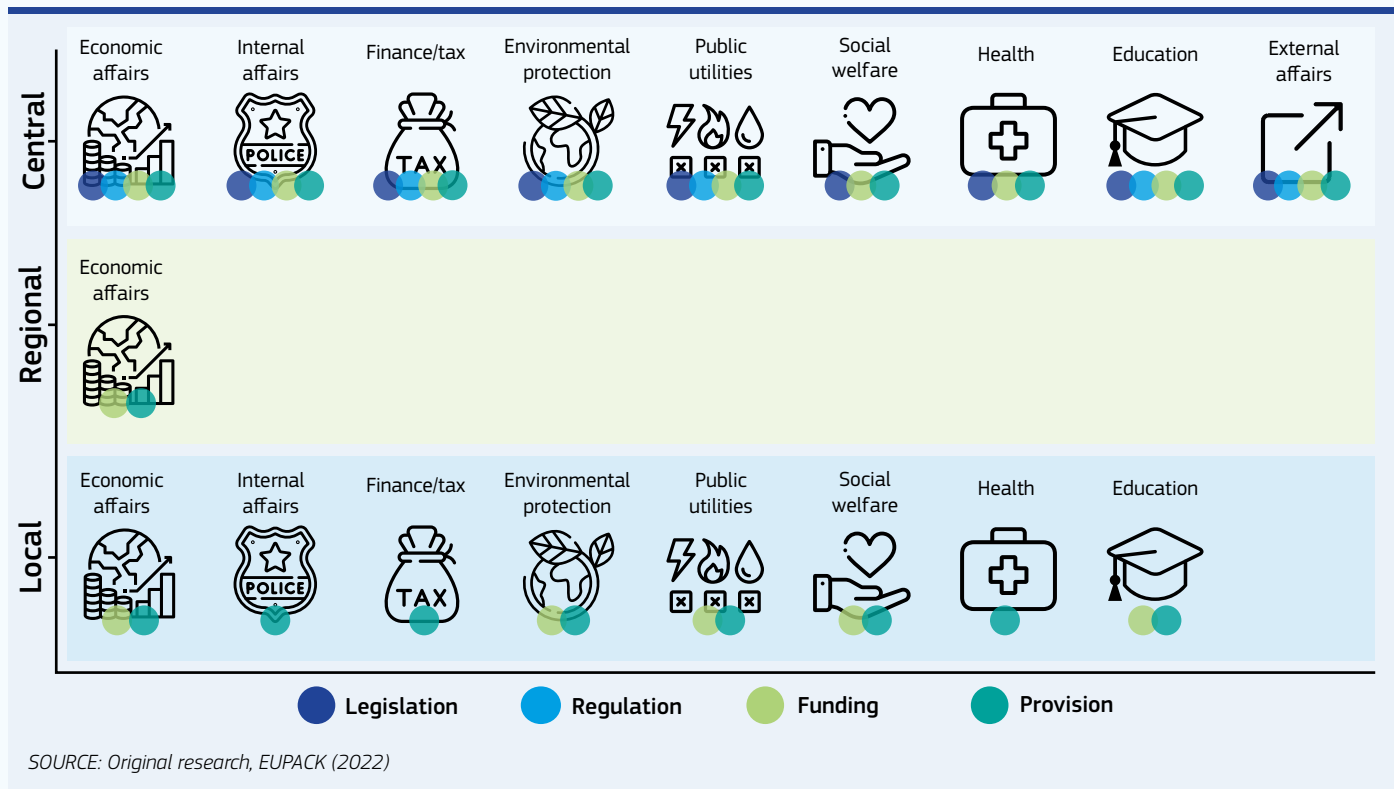 Central
Economic
affairs
Internal
affairs
Finance/tax
Environmental
protection
Public
utilities
Social
welfare
Health
Education
External
affairs
POLICE
TAX
Regional
Economic
affairs
Local
Economic
affairs
Internal
affairs
Finance/tax
Environmental
protection
Public
utilities
Social
welfare
Health
Education
POLICE
TAX
Legislation
Regulation
Funding
Provision
SOURCE: Original research, EUPACK (2022)